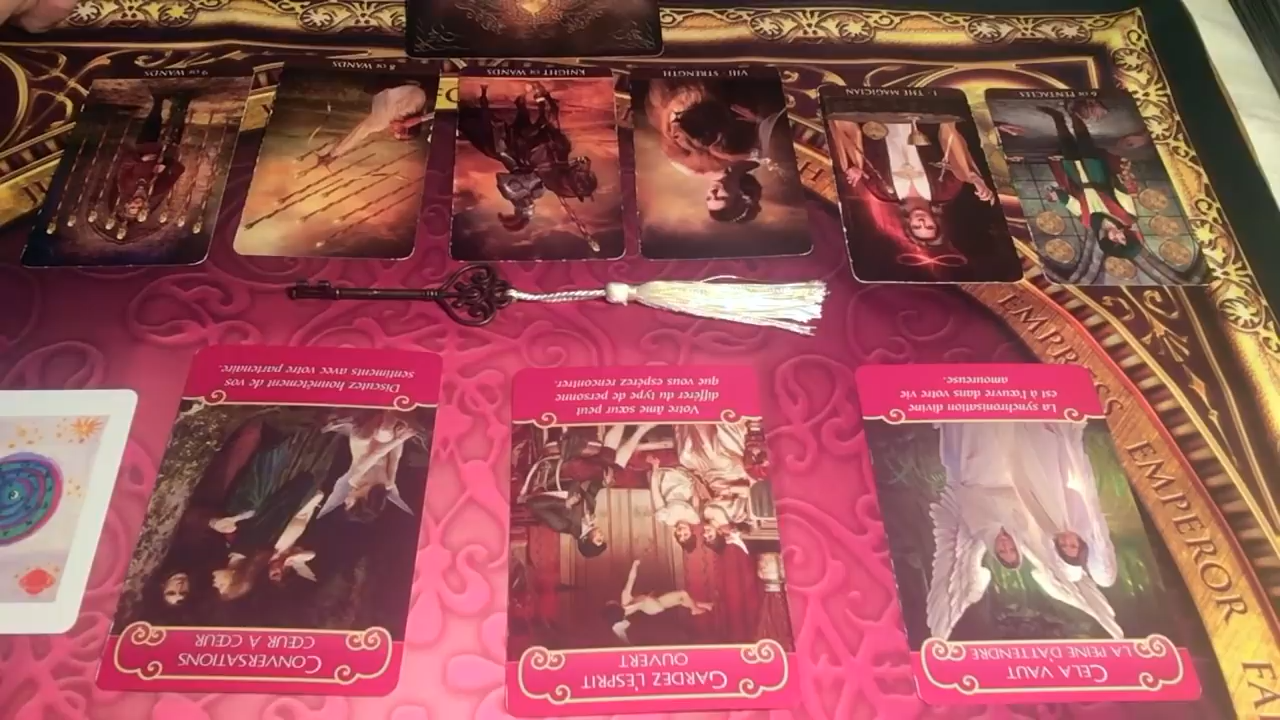 9 OF WANDS
8 OF WANDS
KNIGHT OF WANDS
VIII · STRENGTH
I · THE MAGICIAN
6 OF PENTACLES
EMPRESS
EMPEROR
Discutez honnêtement de vos
sentiments avec votre partenaire.
CONVERSATIONS
CŒUR À CŒUR
Votre âme sœur peut
différer du type de personne
que vous espérez rencontrer.
GARDEZ L'ESPRIT
OUVERT
La synchronisation divine
est à l'œuvre dans votre vie
amoureuse.
CELA VAUT
LA PEINE D'ATTENDRE